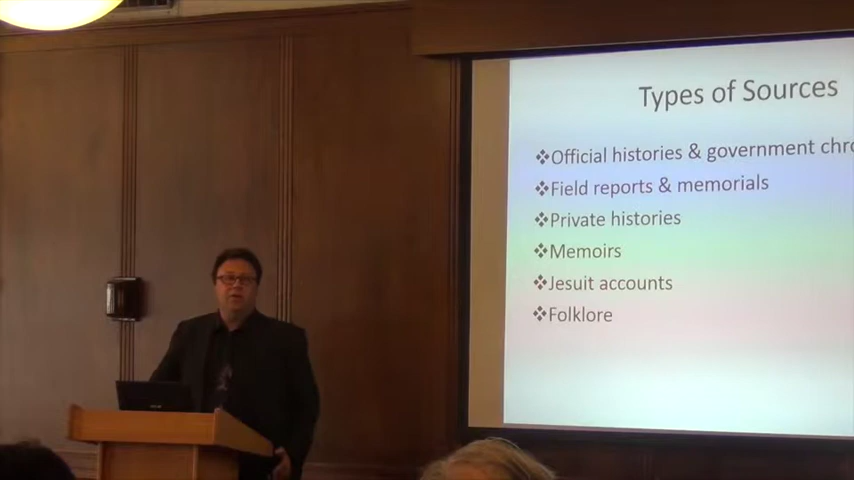 Types of Sources
❖Official histories & government
❖Field reports & memorials
❖Private histories
❖Memoirs
❖Jesuit accounts
❖Folklore